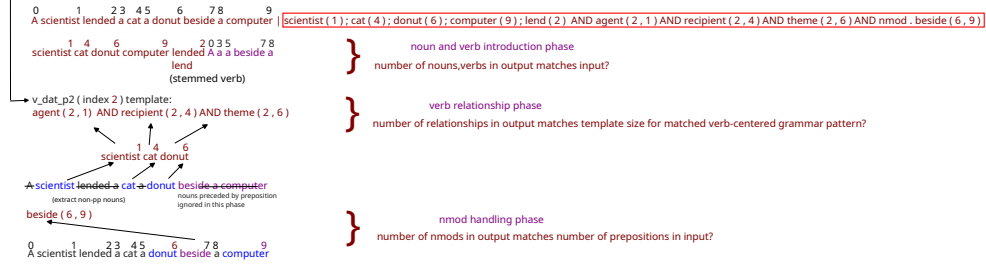 0 1 2 3 4 5 6 7 8 9
A scientist lended a cat a donut beside a computer | scientist ( 1 ) ; cat ( 4 ) ; donut ( 6 ) ; computer ( 9 ) ; lend ( 2 ) AND agent ( 2 , 1 ) AND recipient ( 2 , 4 ) AND theme ( 2 , 6 ) AND nmod . beside ( 6 , 9 )
1 4 6 9 2 0 3 5 7 8
scientist cat donut computer lended A a a beside a
lend
(stemmed verb)
} noun and verb introduction phase
number of nouns,verbs in output matches input?
v_dat_p2 ( index 2 ) template:
agent ( 2 , 1) AND recipient ( 2 , 4 ) AND theme ( 2 , 6 )
} verb relationship phase
number of relationships in output matches template size for matched verb-centered grammar pattern?
1 4 6
scientist cat donut
A scientist lended a cat a donut beside a computer
(extract non-pp nouns)
nouns preceded by preposition
ignored in this phase
beside ( 6 , 9 )
} nmod handling phase
number of nmods in output matches number of prepositions in input?
0 1 2 3 4 5 6 7 8 9
A scientist lended a cat a donut beside a computer